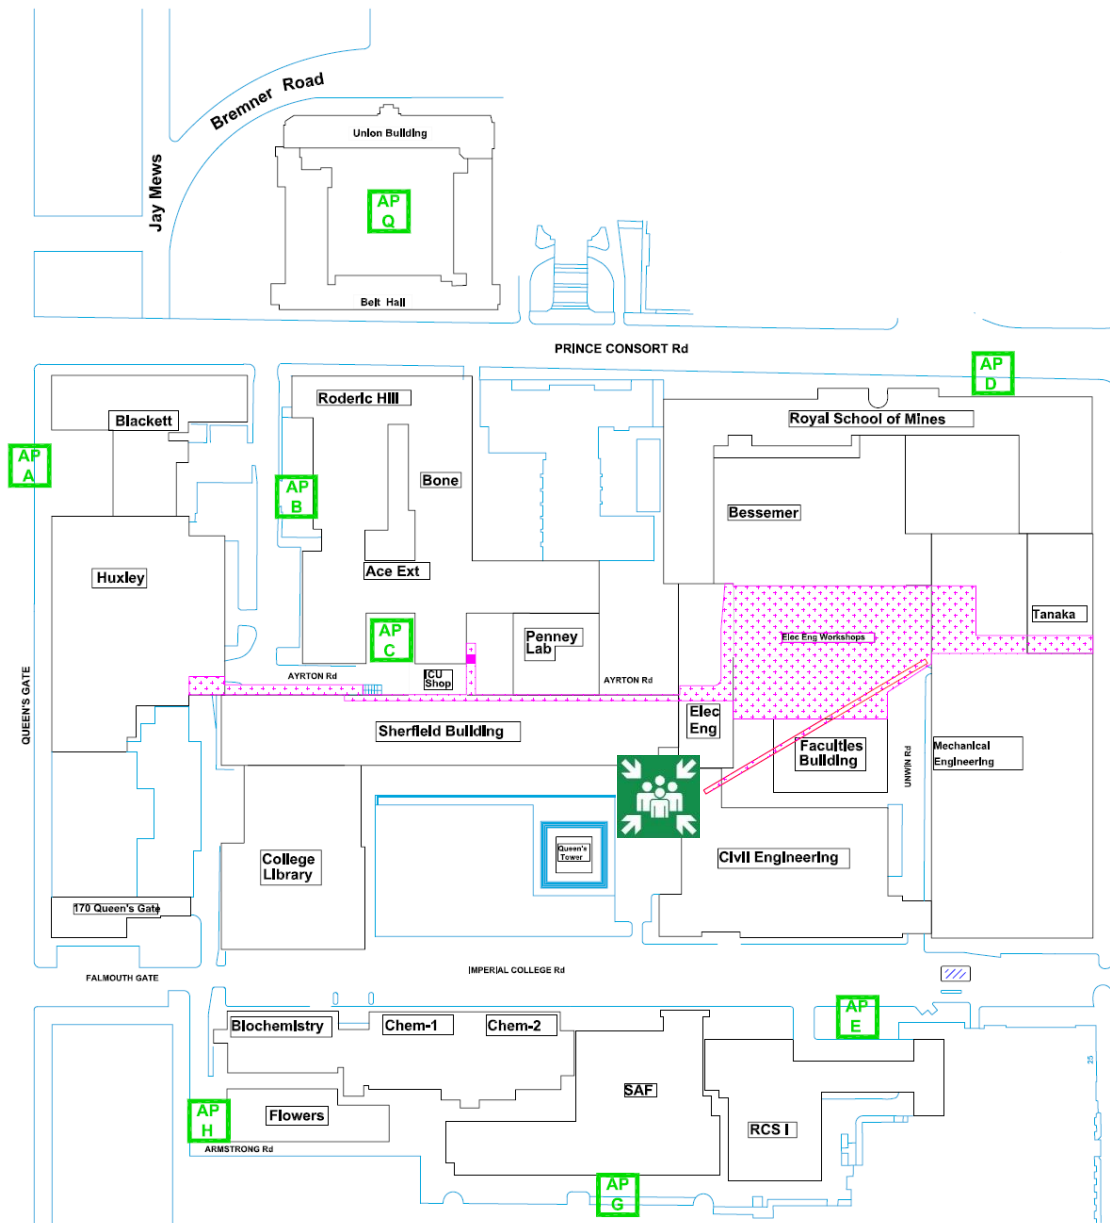 Bremner Road
Jay Mews
Union Building
AP
Q
Belt Hall
PRINCE CONSORT Rd
AP
D
Blackett
Roderic Hill
Royal School of Mines
AP
A
AP
B
Bone
Bessemer
Huxley
Ace Ext
AP
C
Penney
Lab
Elec Eng Workshops
Tanaka
QUEEN'S GATE
AYRTON Rd
ICU
Shop
AYRTON Rd
Sherfield Building
Elec
Eng
Faculties
Building
UNWIN Rd
Mechanical
Engineering
College
Library
Queen's
Tower
Civil Engineering
170 Queen's Gate
FALMOUTH GATE
IMPERIAL COLLEGE Rd
AP
E
Biochemistry
Chem-1
Chem-2
25
SAF
AP
H
Flowers
RCS I
ARMSTRONG Rd
AP
G